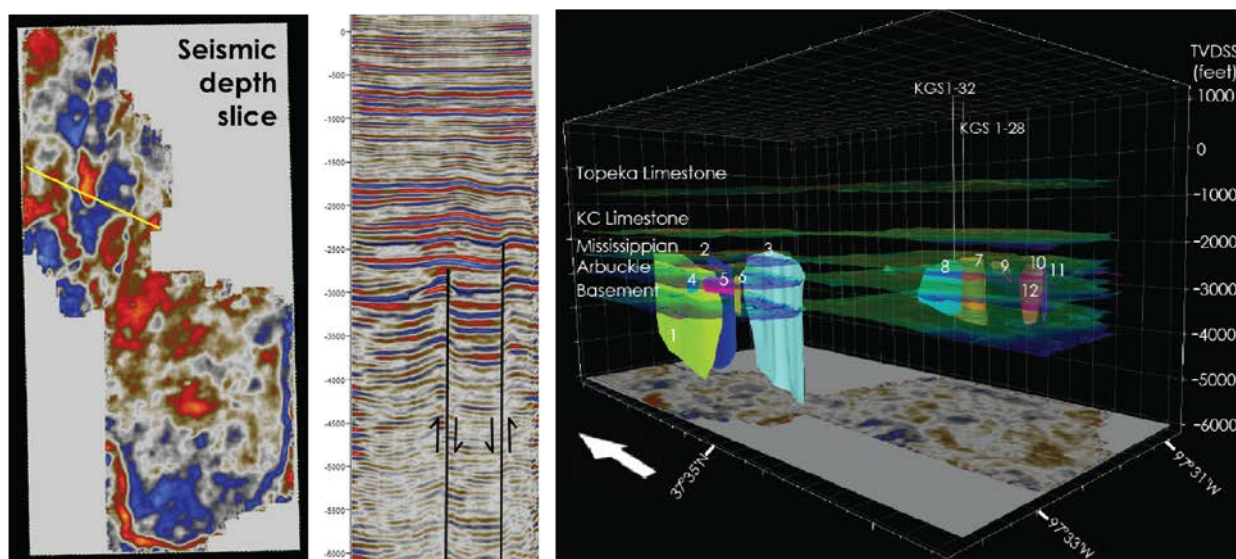 Seismic
depth
slice
0
-500
-1000
-1500
-2000
-2500
-3000
-3500
-4000
-4500
-5000
-5500
-6000
TVDSS
(feet)
KGS1-32
KGS 1-28
1000
0
-1000
-2000
-3000
-4000
-5000
-6000
Topeka Limestone
KC Limestone
Mississippian
Arbuckie
Basement
1
2
3
4
5
6
7
8
9
10
11
12
37°35'N
97°33'W
97°31'W